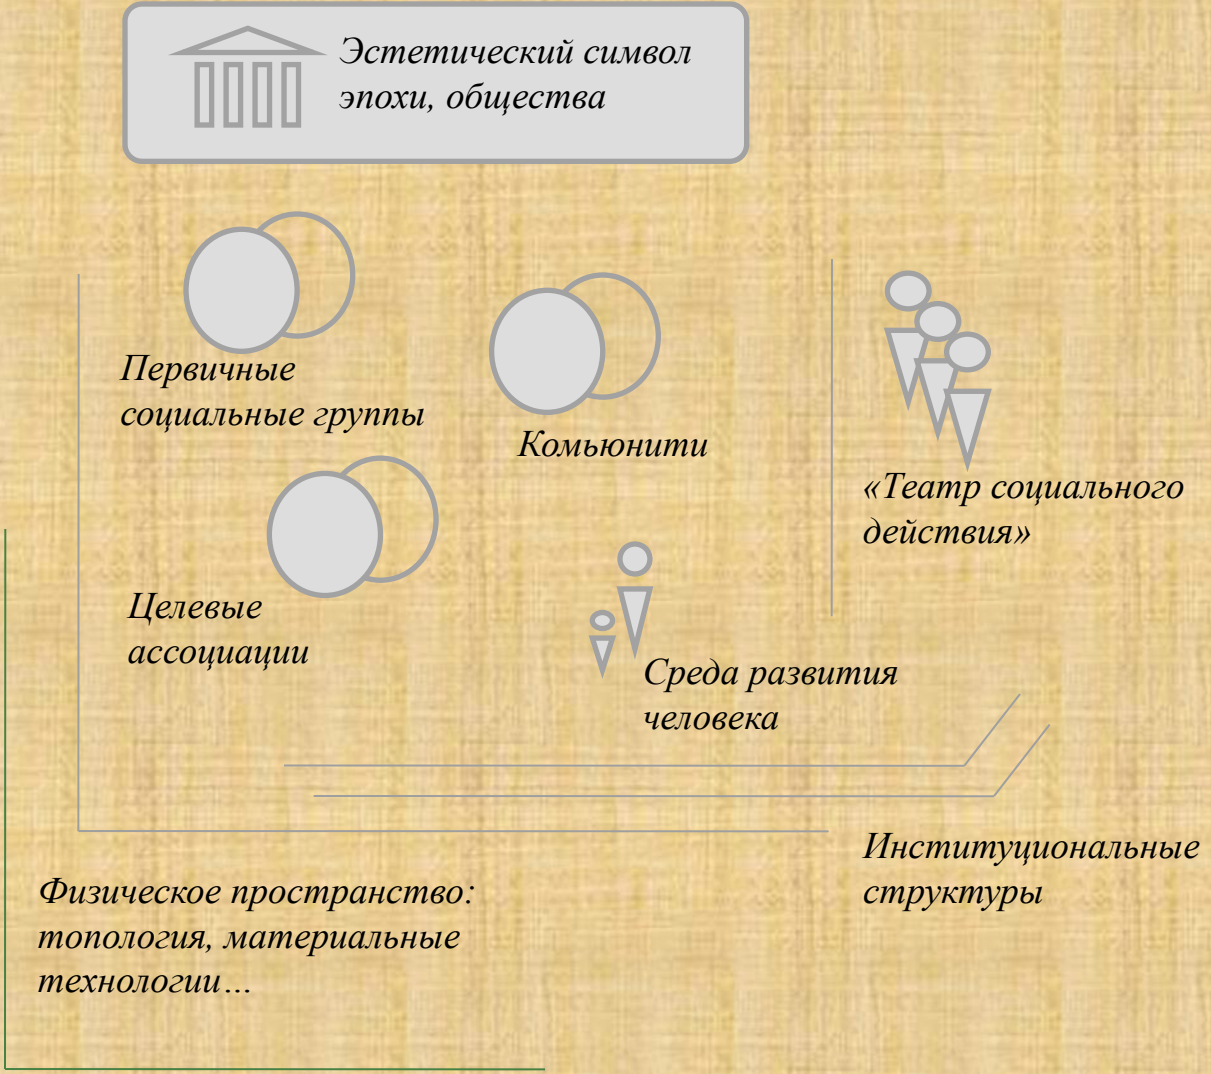 Эстетический символ
эпохи, общества
Первичные
социальные группы
Комьюнити
«Театр социального
действия»
Целевые
ассоциации
Среда развития
человека
Институциональные
структуры
Физическое пространство:
топология, материальные
технологии…